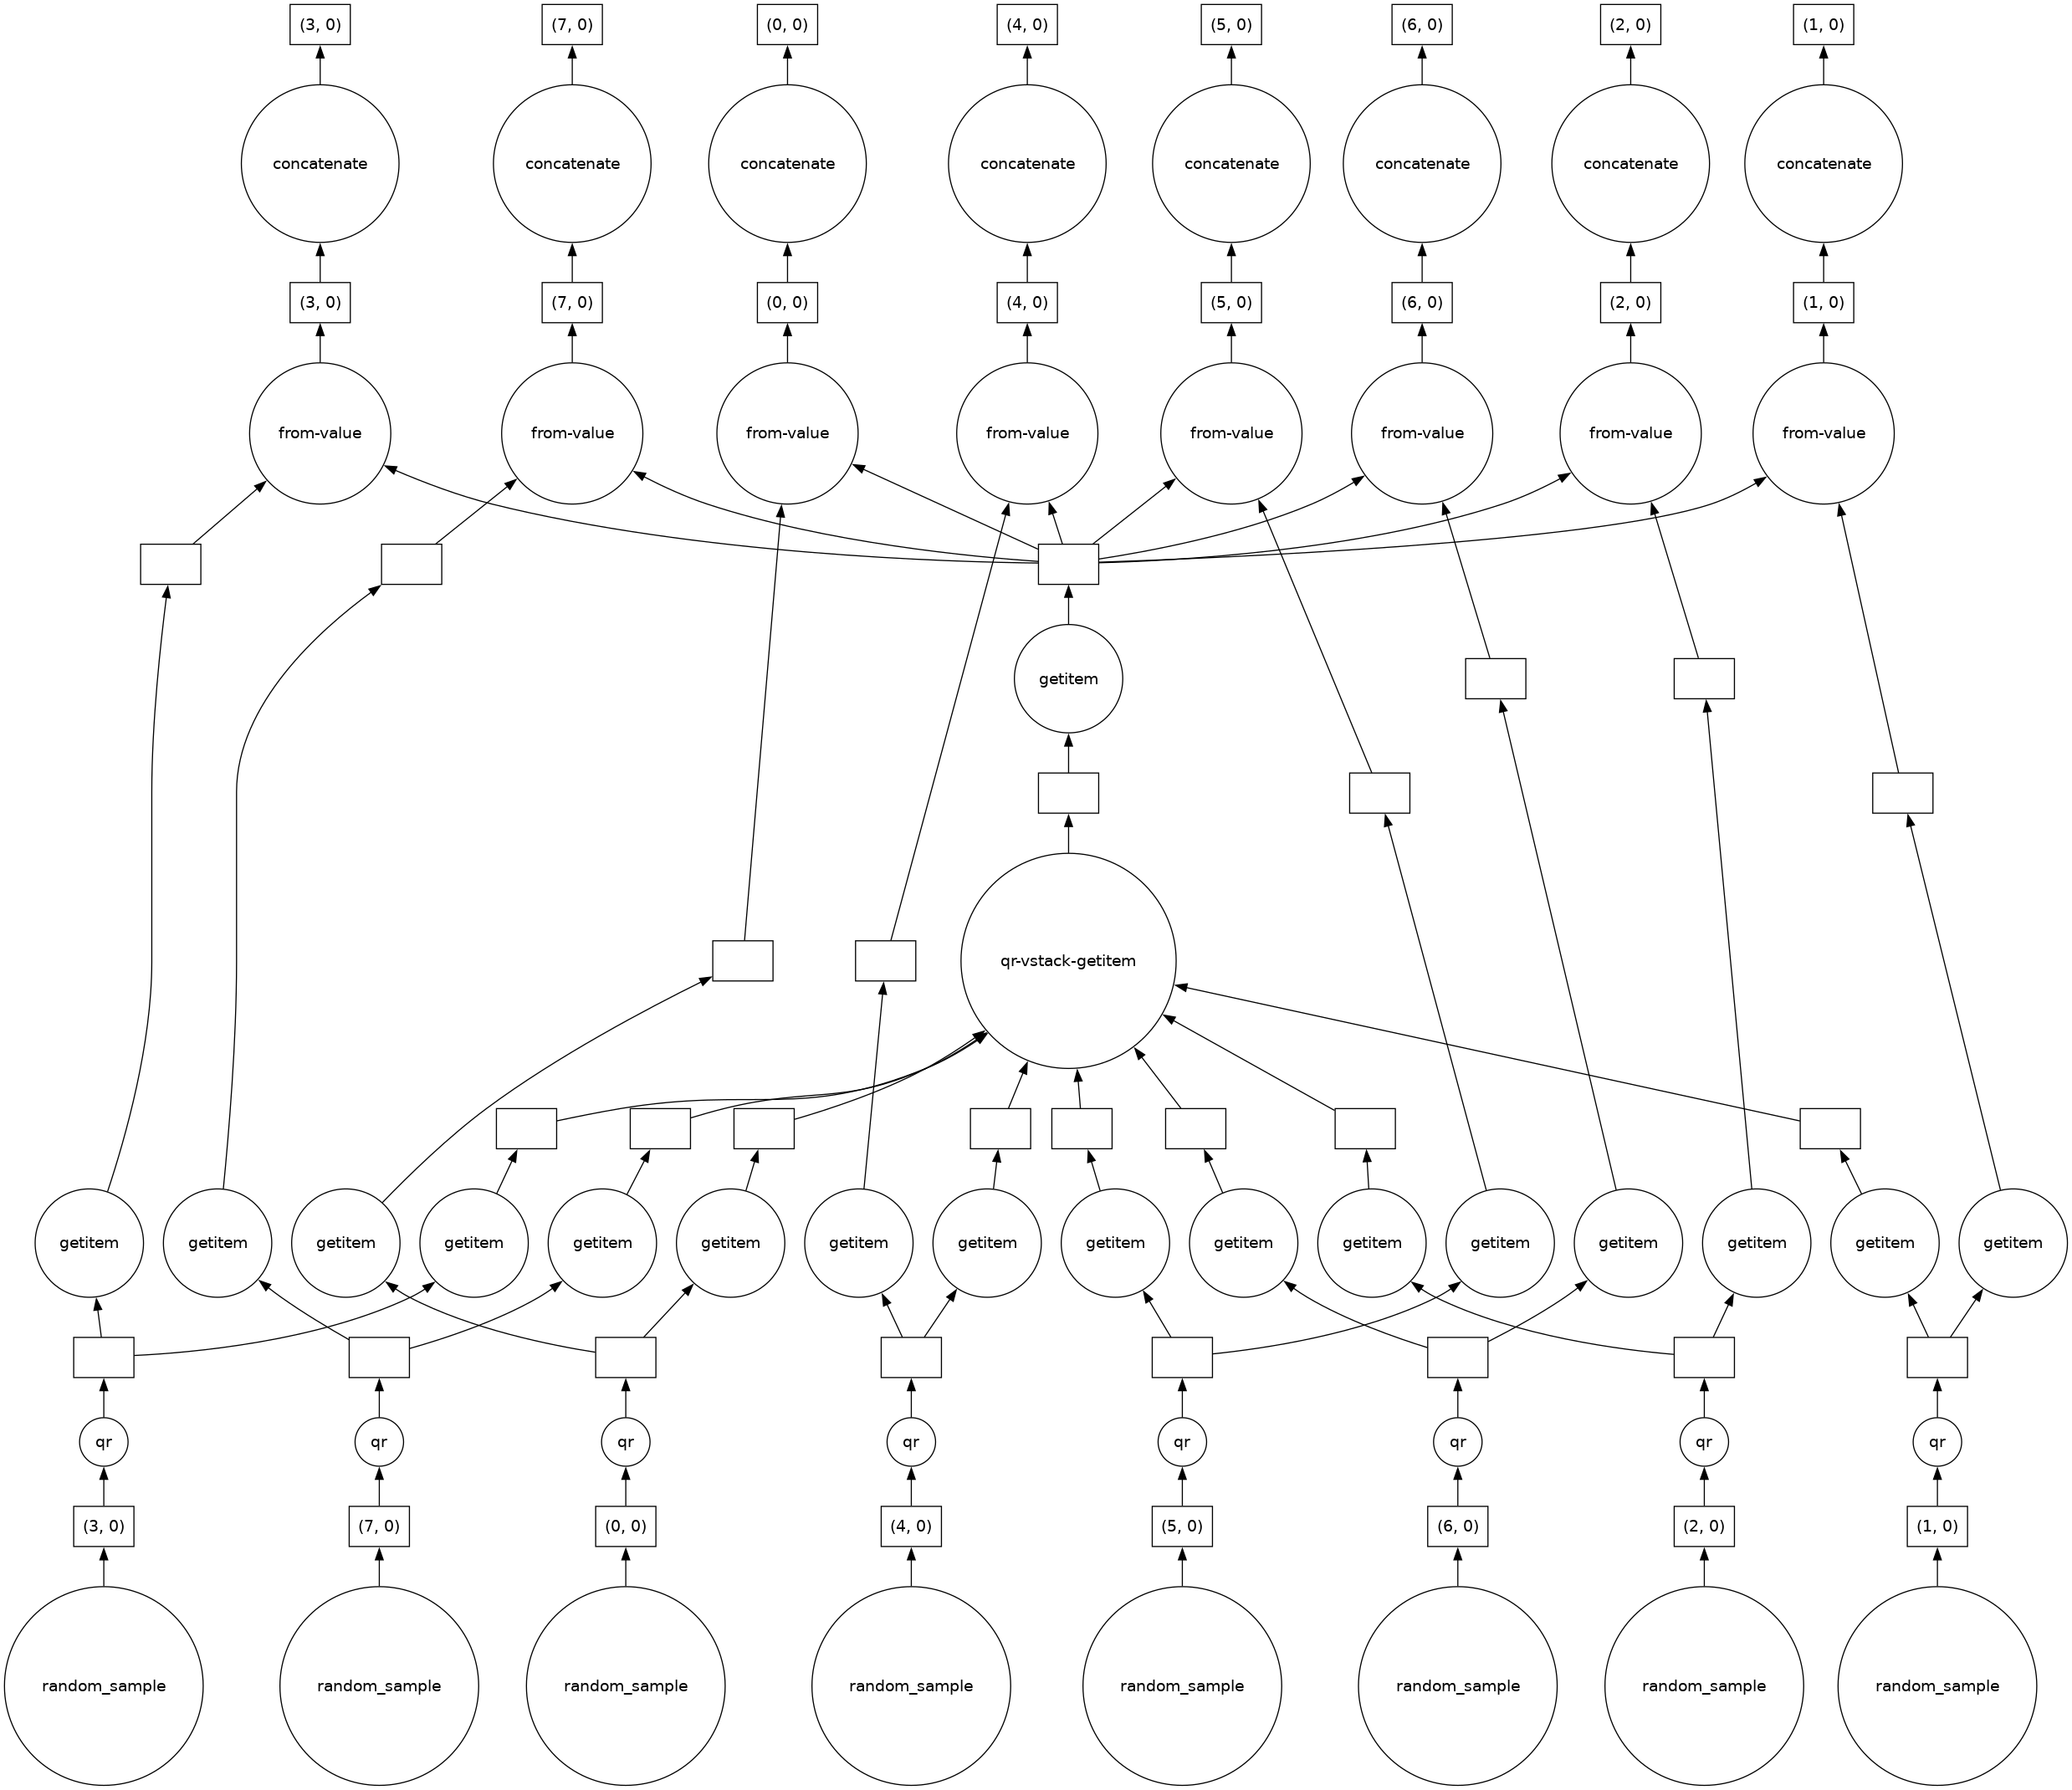 (3, 0) (7, 0) (0, 0) (4, 0) (5, 0) (6, 0) (2, 0) (1, 0)
concatenate concatenate concatenate concatenate concatenate concatenate concatenate concatenate
(3, 0) (7, 0) (0, 0) (4, 0) (5, 0) (6, 0) (2, 0) (1, 0)
from-value from-value from-value from-value from-value from-value from-value from-value
getitem
qr-vstack-getitem
getitem getitem getitem getitem getitem getitem getitem getitem getitem getitem getitem getitem getitem getitem getitem getitem
qr qr qr qr qr qr qr qr
(3, 0) (7, 0) (0, 0) (4, 0) (5, 0) (6, 0) (2, 0) (1, 0)
random_sample random_sample random_sample random_sample random_sample random_sample random_sample random_sample